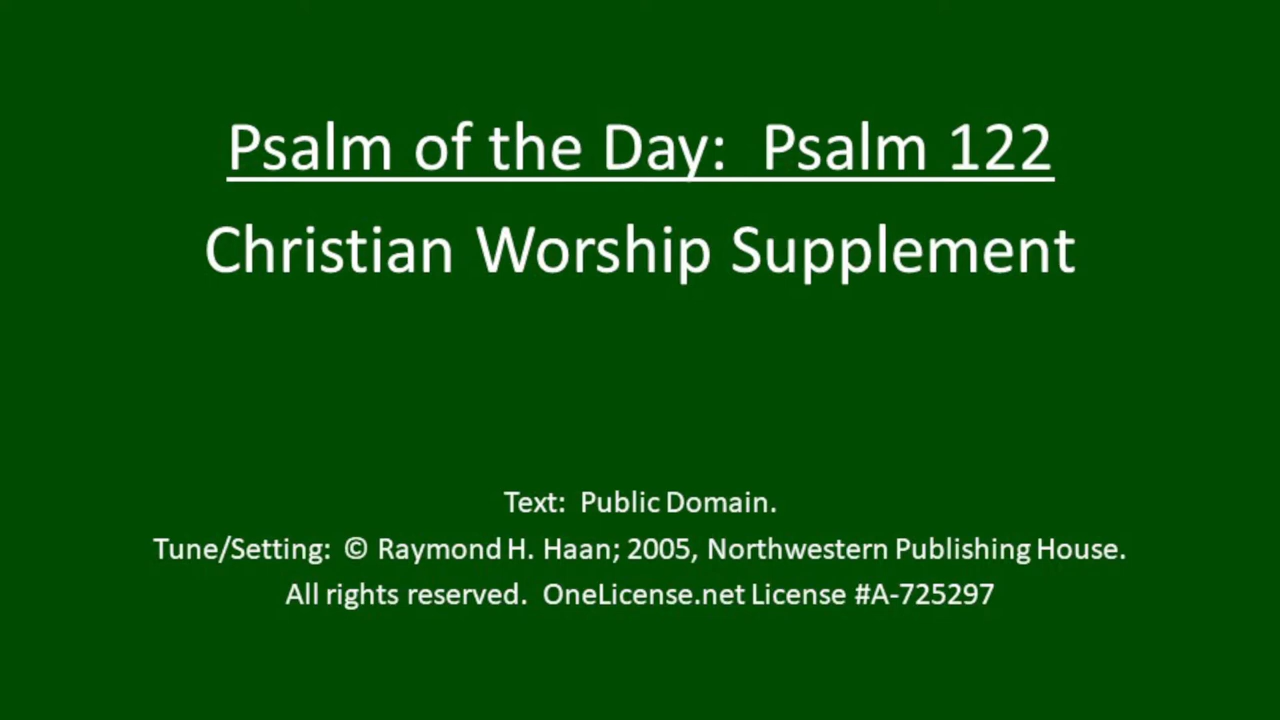 Psalm of the Day:  Psalm 122
Christian Worship Supplement
Text:  Public Domain.
Tune/Setting:  © Raymond H. Haan; 2005, Northwestern Publishing House.
All rights reserved.  OneLicense.net License #A-725297